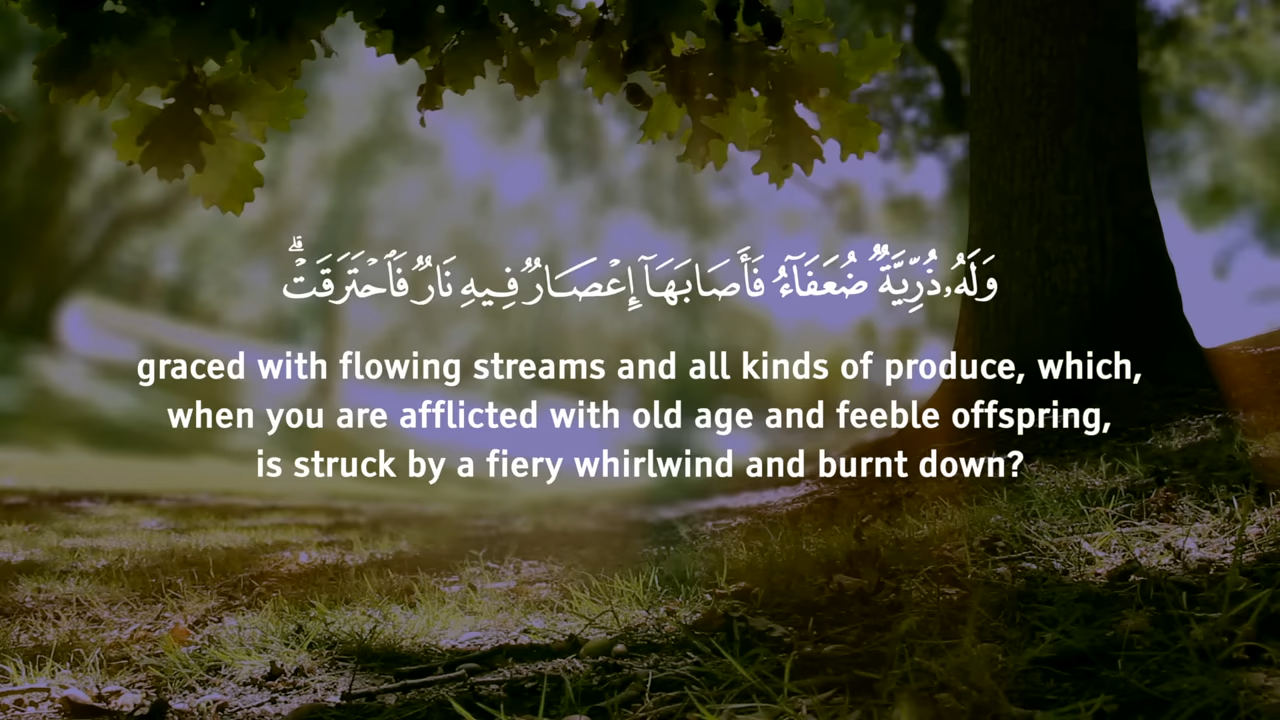 وَلَهُۥ ذُرِّيَّةٌ ضُعَفَآءُ فَأَصَابَهَآ إِعْصَارٌ فِيهِ نَارٌ فَٱحْتَرَقَتْ ۗ
graced with flowing streams and all kinds of produce, which,
when you are afflicted with old age and feeble offspring,
is struck by a fiery whirlwind and burnt down?